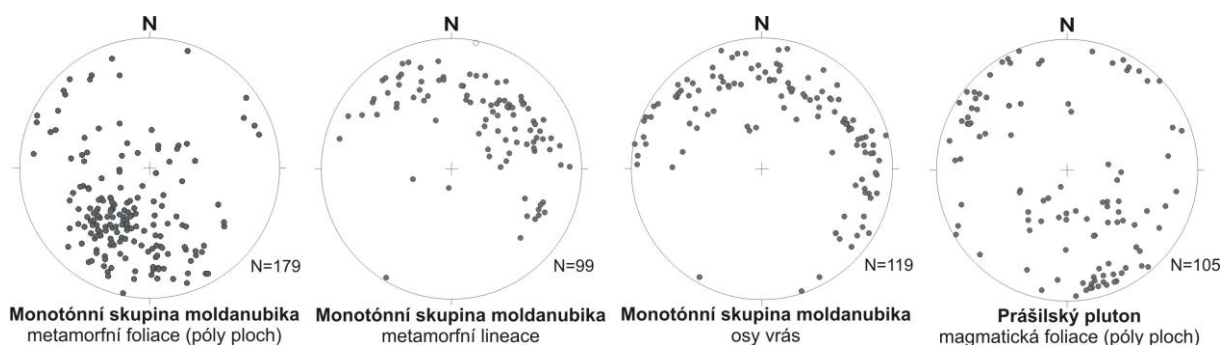 N
N
N
N
N=179
N=99
N=119
N=105
Monotónní skupina moldanubika
metamorfní foliace (póly ploch)
Monotónní skupina moldanubika
metamorfní lineace
Monotónní skupina moldanubika
osy vrás
Prášilský pluton
magmatická foliace (póly ploch)